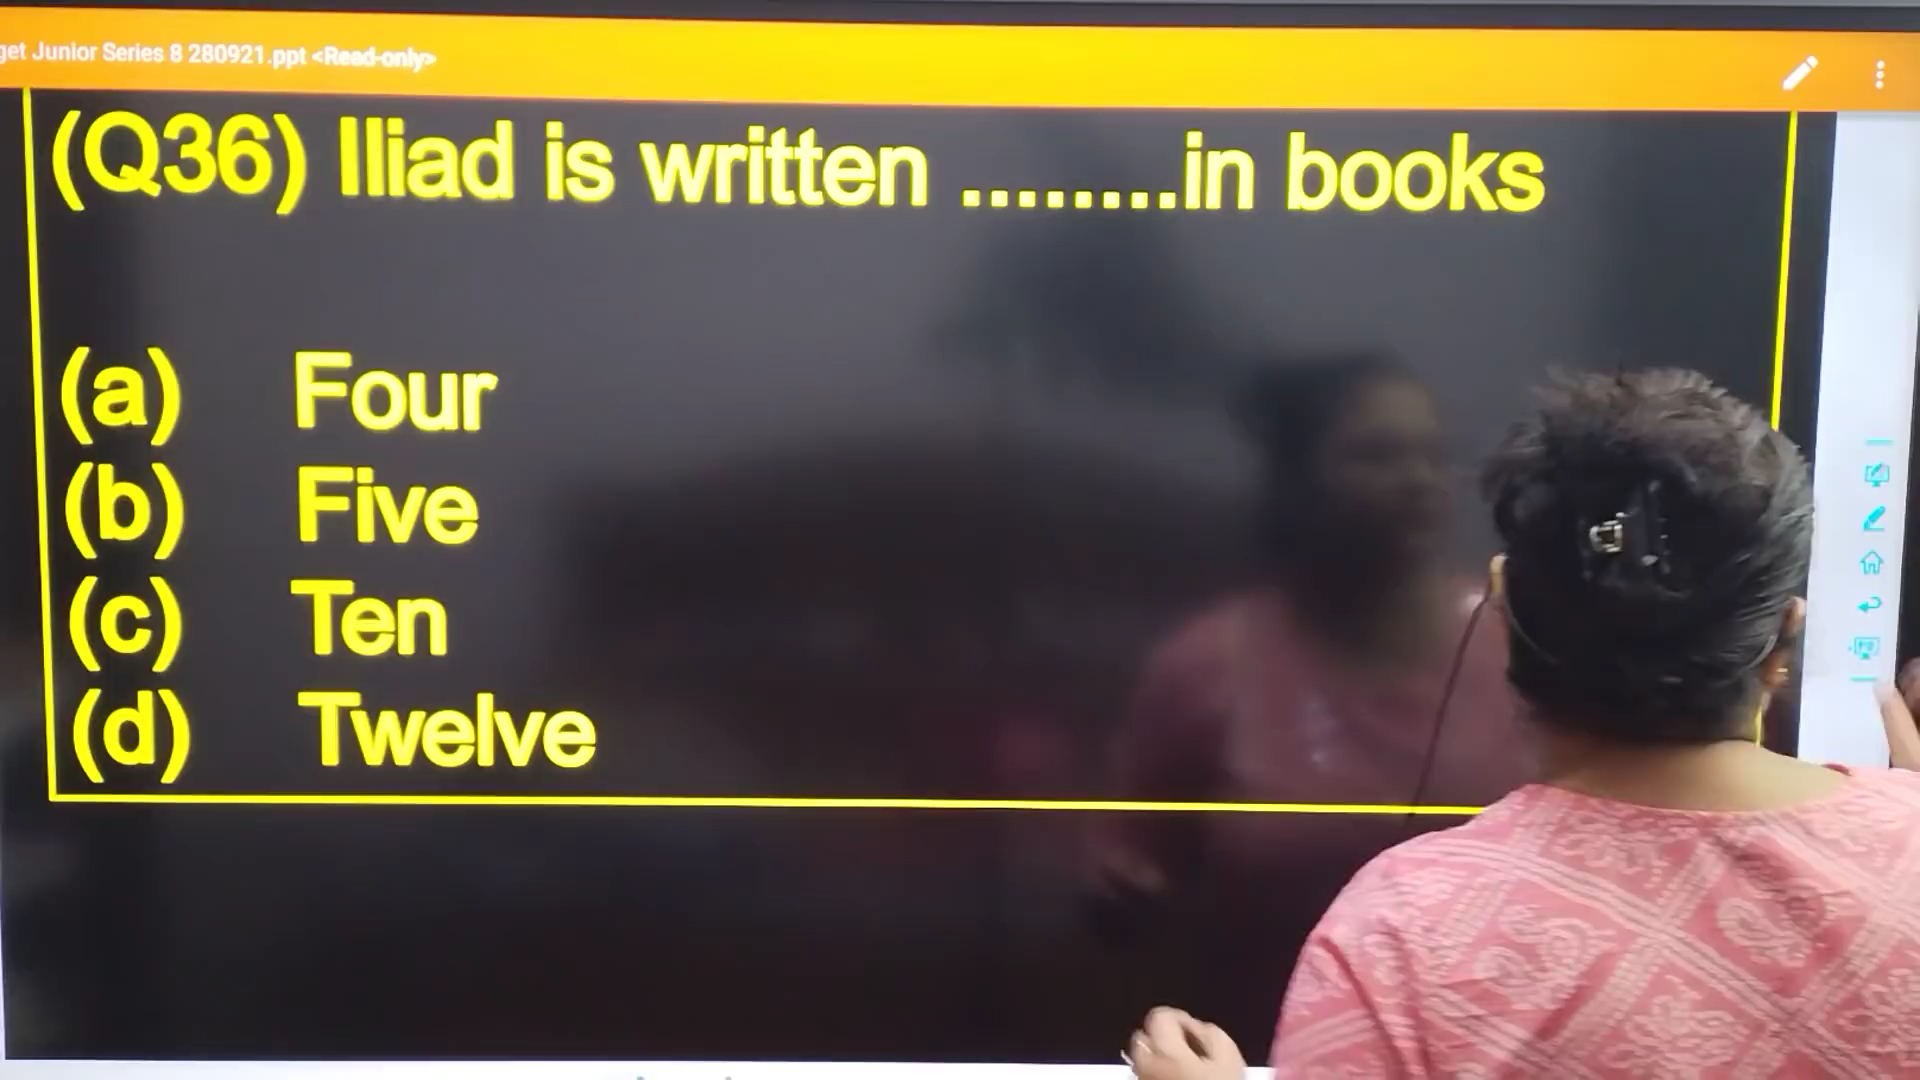 get Junior Series 8 280921.ppt <Read-only>
(Q36) Iliad is written ........in books
(a) Four
(b) Five
(c) Ten
(d) Twelve